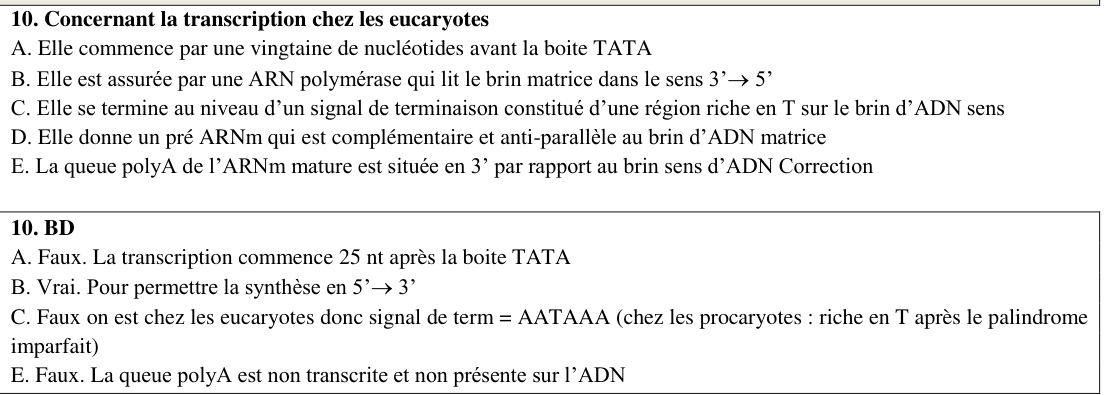 10. Concernant la transcription chez les eucaryotes
A. Elle commence par une vingtaine de nucléotides avant la boite TATA
B. Elle est assurée par une ARN polymérase qui lit le brin matrice dans le sens 3’→ 5’
C. Elle se termine au niveau d’un signal de terminaison constitué d’une région riche en T sur le brin d’ADN sens
D. Elle donne un pré ARNm qui est complémentaire et anti-parallèle au brin d’ADN matrice
E. La queue polyA de l’ARNm mature est située en 3’ par rapport au brin sens d’ADN Correction
10. BD
A. Faux. La transcription commence 25 nt après la boite TATA
B. Vrai. Pour permettre la synthèse en 5’→ 3’
C. Faux on est chez les eucaryotes donc signal de term = AATAAA (chez les procaryotes : riche en T après le palindrome
imparfait)
E. Faux. La queue polyA est non transcrite et non présente sur l’ADN